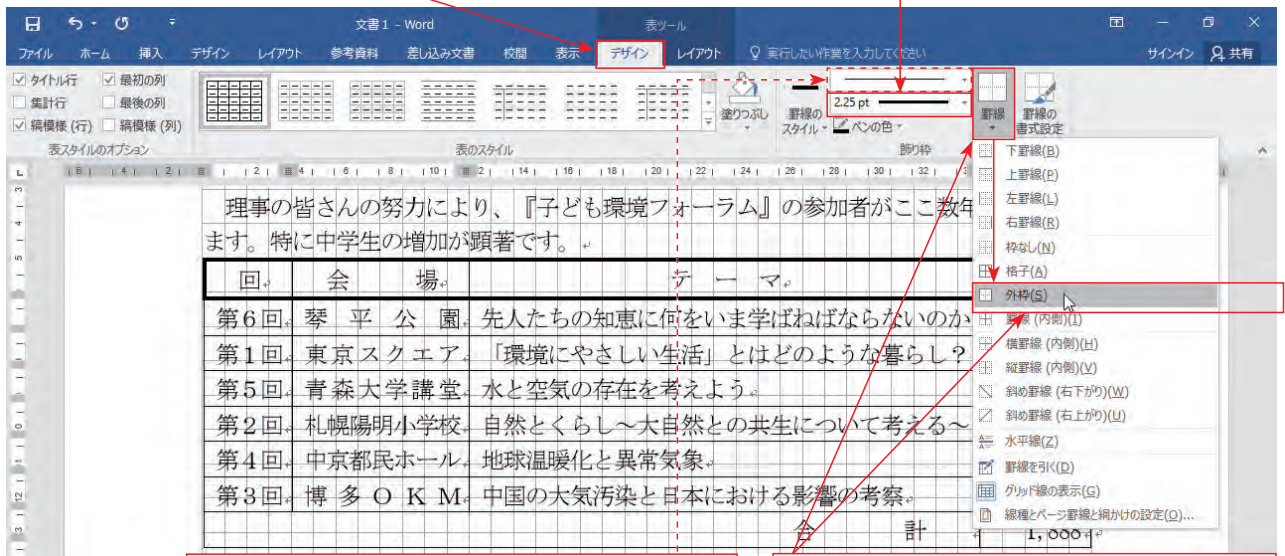 文書1 - Word
表ツール
ファイル ホーム 挿入 デザイン レイアウト 参考資料 差し込み文書 校閲 表示 デザイン レイアウト 実行したい作業を入力してください サインイン 共有
タイトル行 最初の列
集計行 最後の列
縞模様 (行) 縞模様 (列)
表スタイルのオプション
表のスタイル
塗りつぶし
罫線のスタイル
2.25 pt
ペンの色
飾り枠
罫線
罫線の書式設定
下罫線(B)
上罫線(P)
左罫線(L)
右罫線(R)
枠なし(N)
格子(A)
外枠(S)
罫線 (内側)(I)
横罫線 (内側)(H)
縦罫線 (内側)(V)
斜め罫線 (右下がり)(W)
斜め罫線 (右上がり)(U)
水平線(Z)
罫線を引く(D)
グリッド線の表示(G)
線種とページ罫線と網かけの設定(O)...
理事の皆さんの努力により、『子ども環境フォーラム』の参加者がここ数年
ます。特に中学生の増加が顕著です。
回 会 場 テ ー マ
第6回 琴 平 公 園 先人たちの知恵に何をいま学ばねばならないのか
第1回 東京スクエア 「環境にやさしい生活」とはどのような暮らし?
第5回 青森大学講堂 水と空気の存在を考えよう
第2回 札幌陽明小学校 自然とくらし～大自然との共生について考える～
第4回 中京都民ホール 地球温暖化と異常気象
第3回 博 多 O K M 中国の大気汚染と日本における影響の考察
合 計